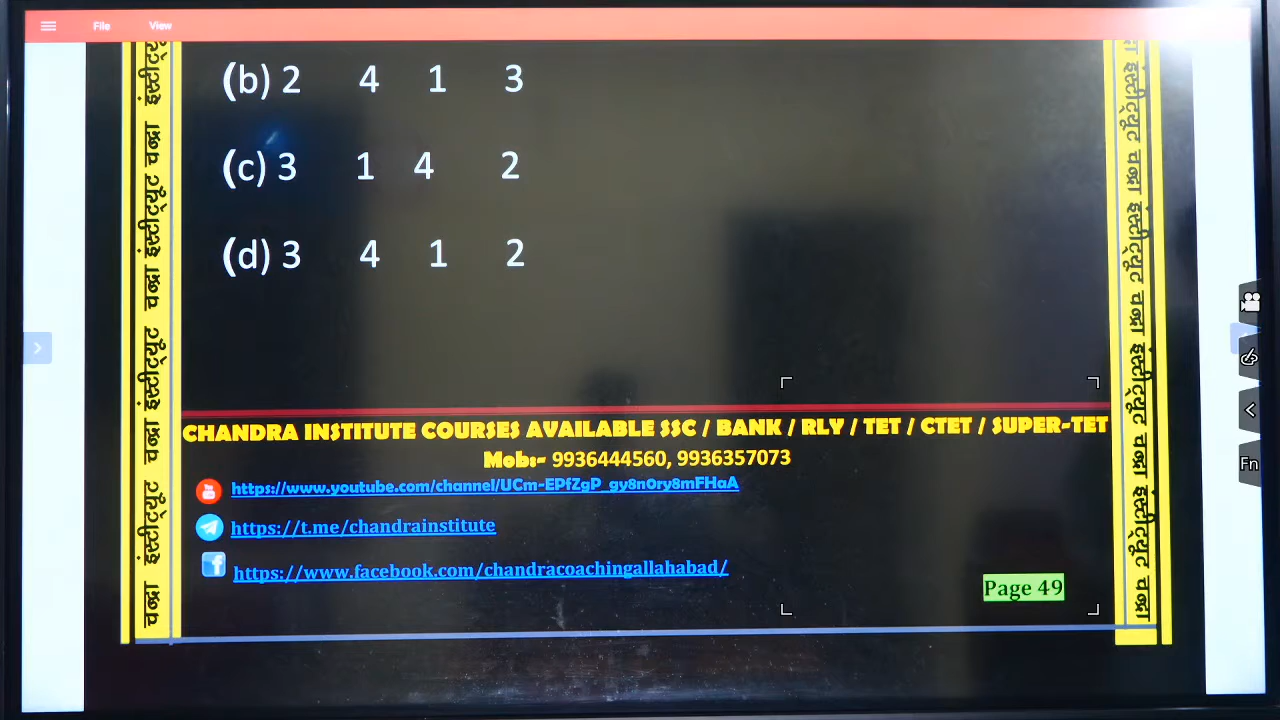 File View
(b) 2 4 1 3
(c) 3 1 4 2
(d) 3 4 1 2
CHANDRA INSTITUTE COURSES AVAILABLE SSC / BANK / RLY / TET / CTET / SUPER-TET
Mob:- 9936444560, 9936357073
https://www.youtube.com/channel/UCm-EPfZgP_gy8n0ry8mFHaA
https://t.me/chandrainstitute
https://www.facebook.com/chandracoachingallahabad/
Page 49
चन्द्रा इंस्टीट्यूट चन्द्रा इंस्टीट्यूट चन्द्रा इंस्टीट्यूट चन्द्रा इंस्टीट्यूट
चन्द्रा इंस्टीट्यूट चन्द्रा इंस्टीट्यूट चन्द्रा इंस्टीट्यूट चन्द्रा
Fn